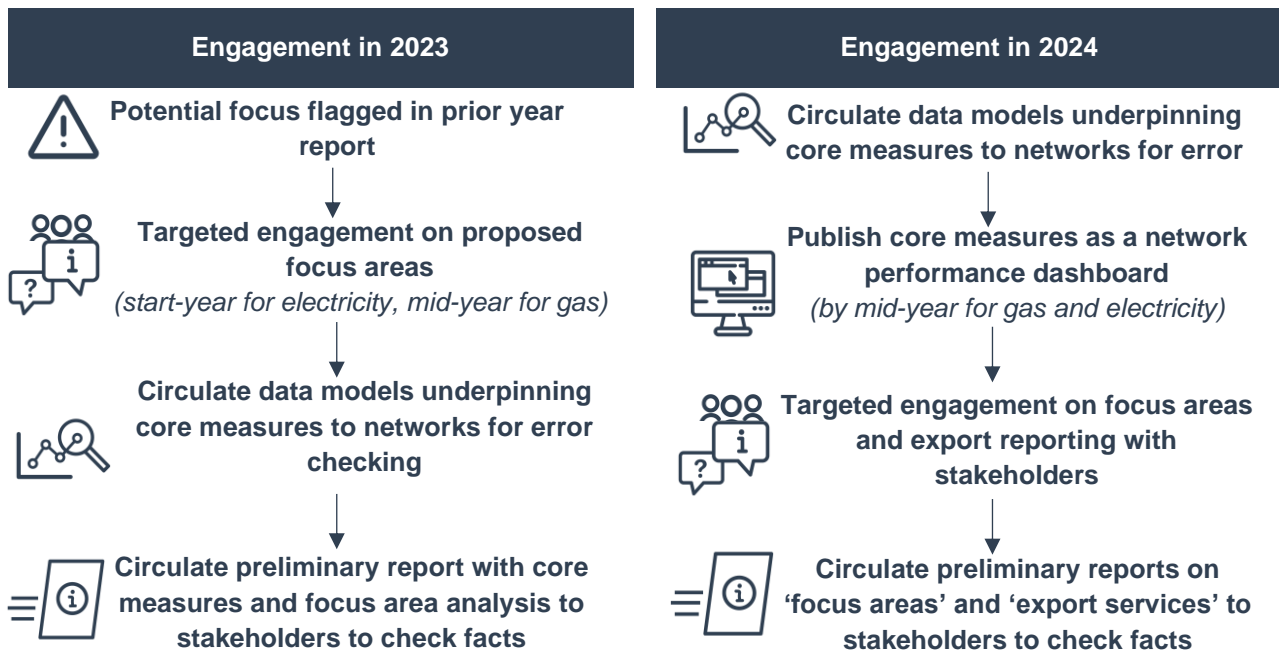 Engagement in 2023
Potential focus flagged in prior year
report
Targeted engagement on proposed
focus areas
(start-year for electricity, mid-year for gas)
Circulate data models underpinning
core measures to networks for error
checking
Circulate preliminary report with core
measures and focus area analysis to
stakeholders to check facts
Engagement in 2024
Circulate data models underpinning
core measures to networks for error
Publish core measures as a network
performance dashboard
(by mid-year for gas and electricity)
Targeted engagement on focus areas
and export reporting with
stakeholders
Circulate preliminary reports on
‘focus areas’ and ‘export services’ to
stakeholders to check facts